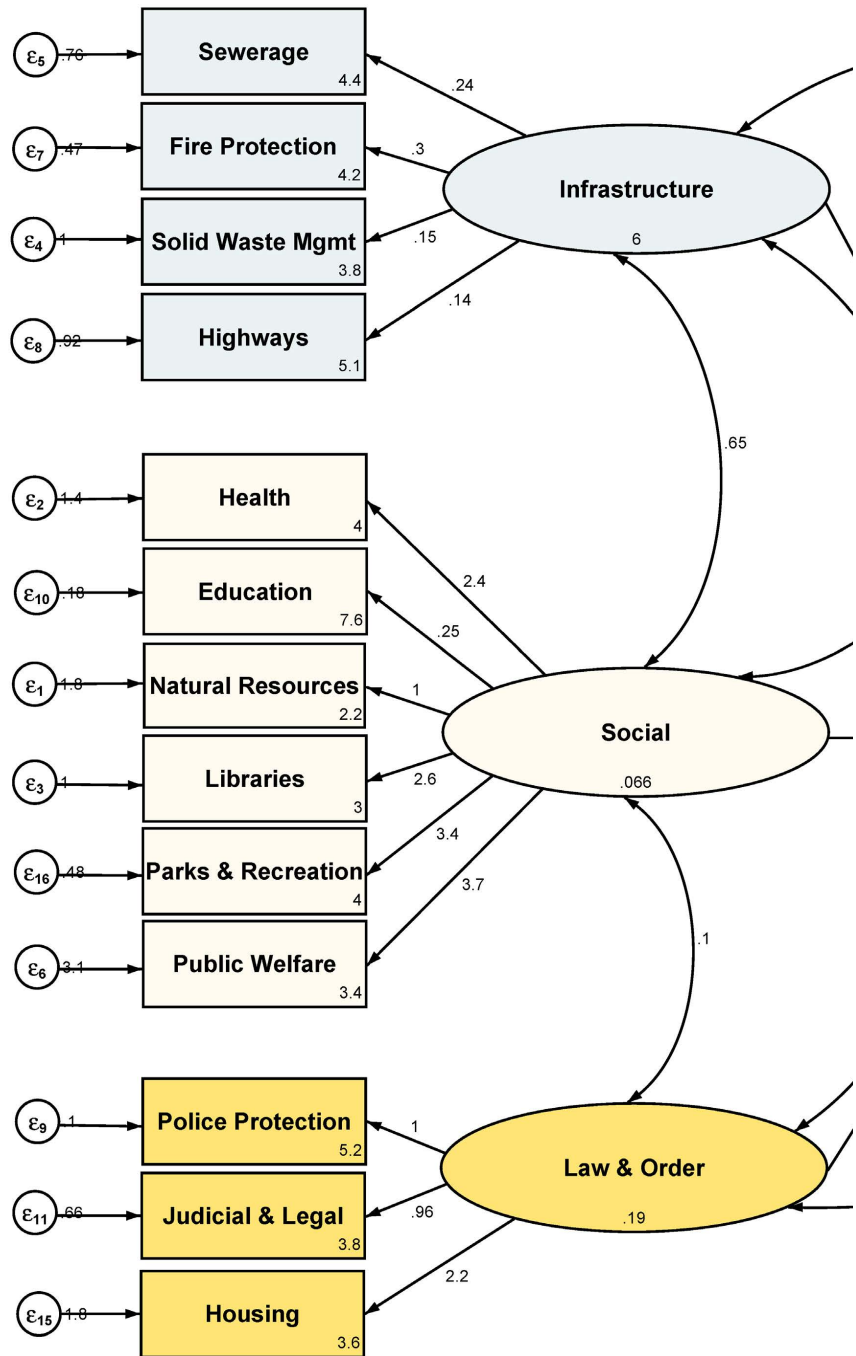 ε5 .76 Sewerage 4.4
.24
ε7 .47 Fire Protection 4.2
.3
Infrastructure
6
ε4 1 Solid Waste Mgmt 3.8
.15
ε8 .92 Highways 5.1
.14
.65
ε2 1.4 Health 4
2.4
ε10 .18 Education 7.6
.25
ε1 1.8 Natural Resources 2.2
1
Social
.066
ε3 1 Libraries 3
2.6
ε16 .48 Parks & Recreation 4
3.4
ε6 3.1 Public Welfare 3.4
3.7
.1
ε9 .1 Police Protection 5.2
1
Law & Order
.19
ε11 .66 Judicial & Legal 3.8
.96
ε15 1.8 Housing 3.6
2.2